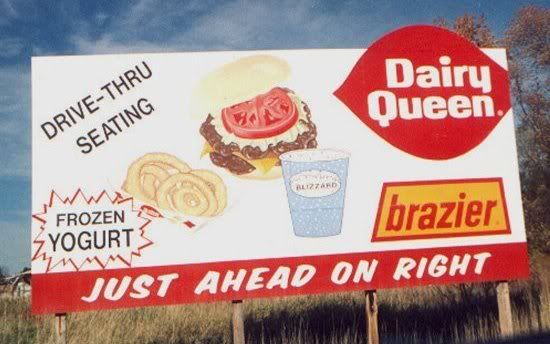 DRIVE-THRU
SEATING
Dairy
Queen®
BLIZZARD
brazier
FROZEN
YOGURT
JUST AHEAD ON RIGHT